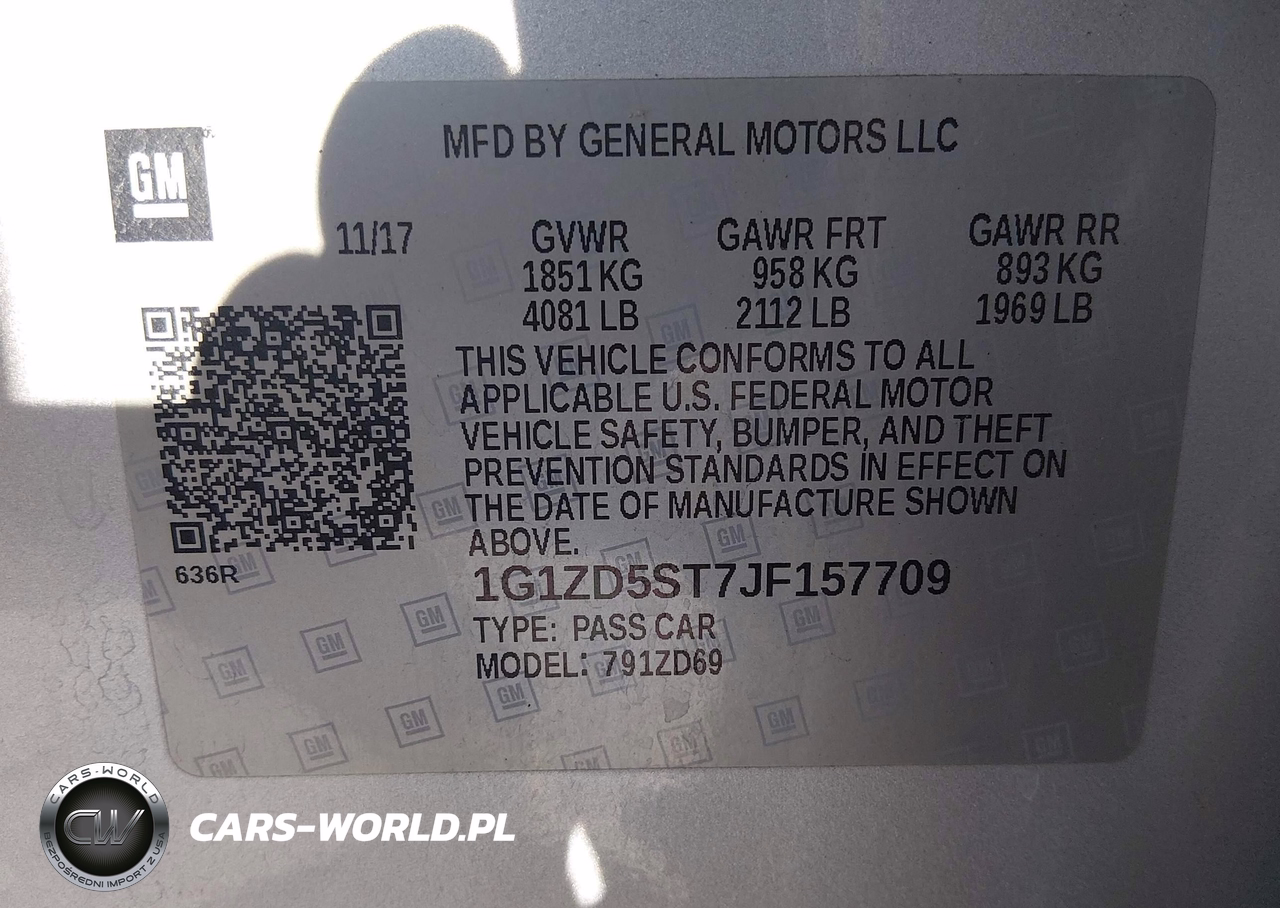 MFD BY GENERAL MOTORS LLC
GM
11/17 GVWR GAWR FRT GAWR RR
1851 KG 958 KG 893 KG
4081 LB 2112 LB 1969 LB
THIS VEHICLE CONFORMS TO ALL
APPLICABLE U.S. FEDERAL MOTOR
VEHICLE SAFETY, BUMPER, AND THEFT
PREVENTION STANDARDS IN EFFECT ON
THE DATE OF MANUFACTURE SHOWN
ABOVE.
636R
1G1ZD5ST7JF157709
TYPE: PASS CAR
MODEL: 791ZD69
CARS-WORLD
CW
BEZPOŚREDNI IMPORT Z USA
CARS-WORLD.PL